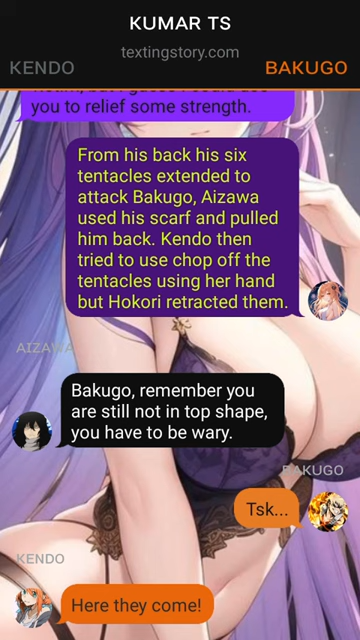 KUMAR TS
textingstory.com
KENDO
BAKUGO
you to relief some strength.
From his back his six
tentacles extended to
attack Bakugo, Aizawa
used his scarf and pulled
him back. Kendo then
tried to use chop off the
tentacles using her hand
but Hokori retracted them.
AIZAWA
Bakugo, remember you
are still not in top shape,
you have to be wary.
BAKUGO
Tsk...
KENDO
Here they come!